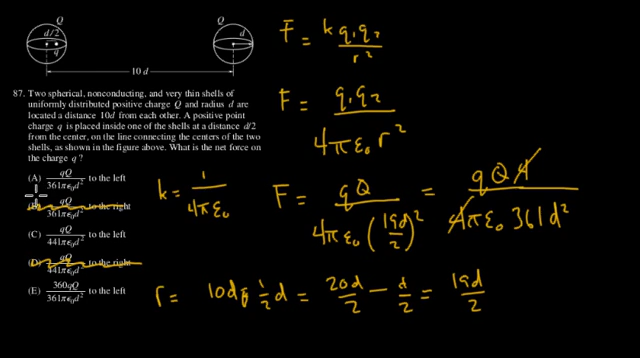 Q
Q
d/2
q
d
10 d
87. Two spherical, nonconducting, and very thin shells of
uniformly distributed positive charge Q and radius d are
located a distance 10d from each other. A positive point
charge q is placed inside one of the shells at a distance d/2
from the center, on the line connecting the centers of the two
shells, as shown in the figure above. What is the net force on
the charge q ?
(A) qQ/361πε₀d² to the left
(B) qQ/361πε₀d² to the right
(C) qQ/441πε₀d² to the left
(D) qQ/441πε₀d² to the right
(E) 360qQ/361πε₀d² to the left
F = k q₁q₂/r²
F = q₁q₂/4πε₀r²
k = 1/4πε₀
F = qQ/4πε₀(19d/2)² = qQ4/4πε₀361d²
r = 10d - 1/2 d = 20d/2 - d/2 = 19d/2